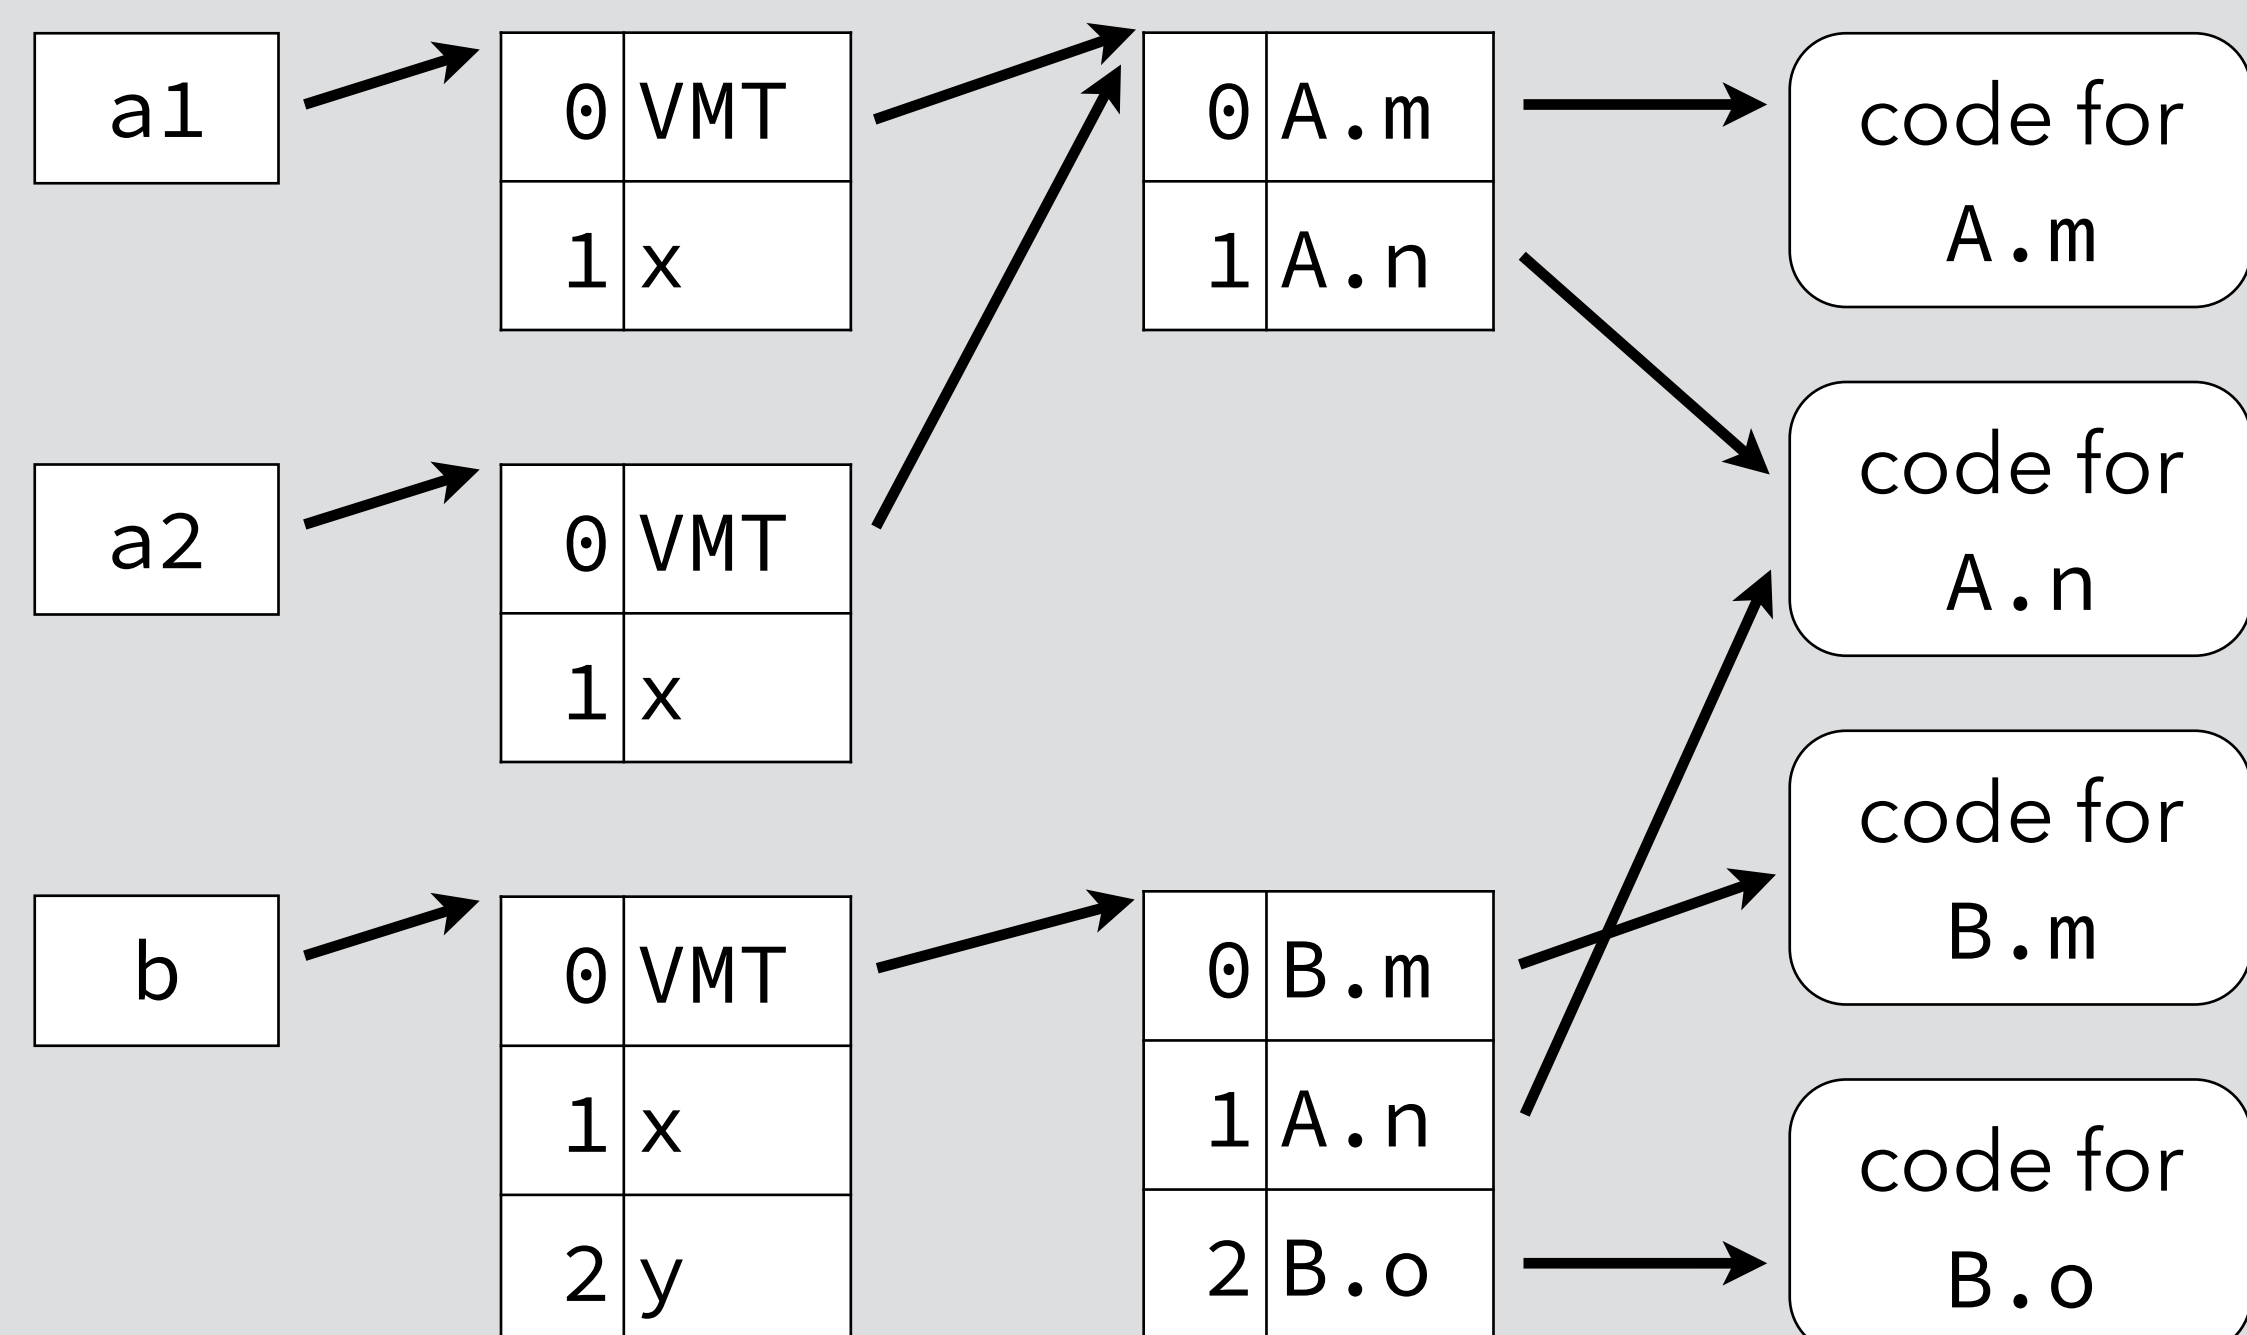 a1
0 VMT
1 x
0 A.m
1 A.n
code for
A.m
a2
0 VMT
1 x
code for
A.n
b
0 VMT
1 x
2 y
0 B.m
1 A.n
2 B.o
code for
B.m
code for
B.o